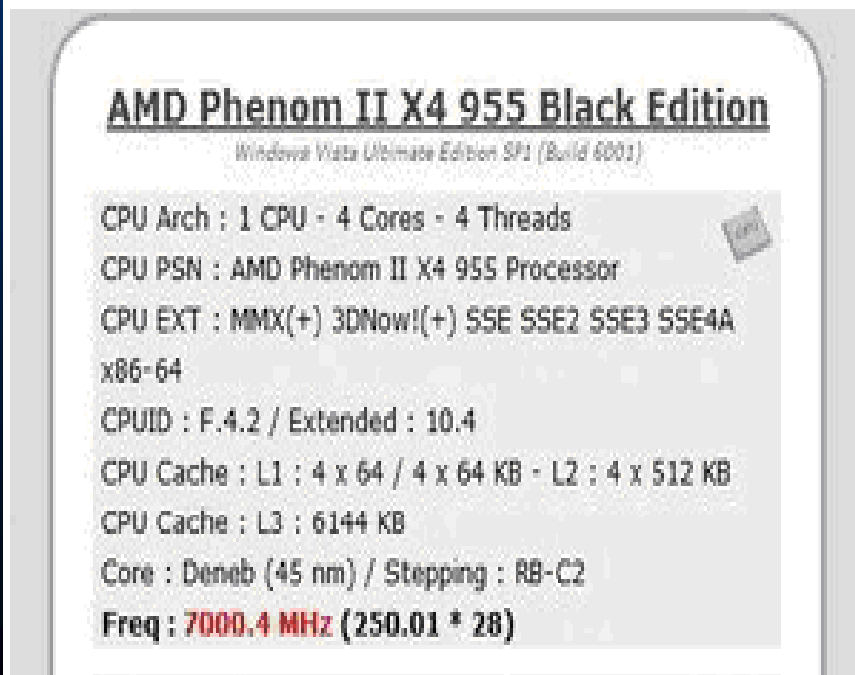 AMD Phenom II X4 955 Black Edition
Windows Vista Ultimate Edition SP1 (Build 6001)
CPU Arch : 1 CPU - 4 Cores - 4 Threads
CPU
CPU PSN : AMD Phenom II X4 955 Processor
CPU EXT : MMX(+) 3DNow!(+) SSE SSE2 SSE3 SSE4A
x86-64
CPUID : F.4.2 / Extended : 10.4
CPU Cache : L1 : 4 x 64 / 4 x 64 KB - L2 : 4 x 512 KB
CPU Cache : L3 : 6144 KB
Core : Deneb (45 nm) / Stepping : RB-C2
Freq : 7000.4 MHz (250.01 * 28)